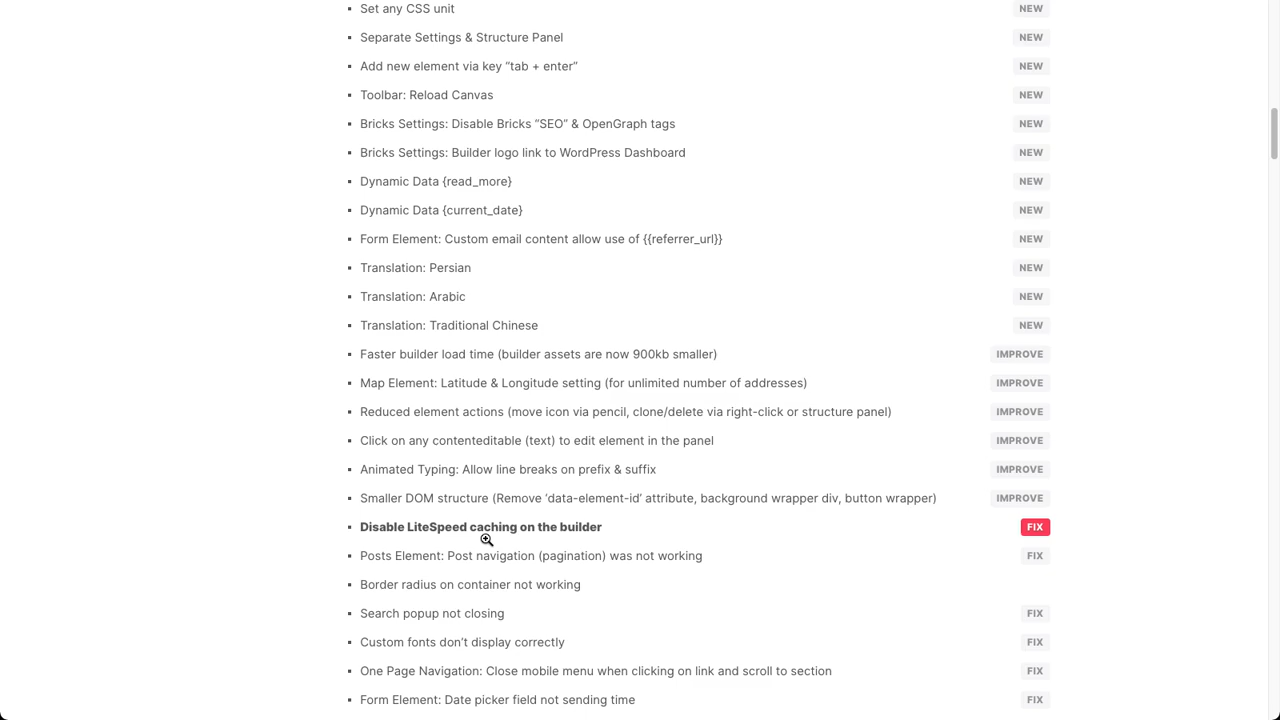 Set any CSS unit NEW
Separate Settings & Structure Panel NEW
Add new element via key “tab + enter” NEW
Toolbar: Reload Canvas NEW
Bricks Settings: Disable Bricks “SEO” & OpenGraph tags NEW
Bricks Settings: Builder logo link to WordPress Dashboard NEW
Dynamic Data {read_more} NEW
Dynamic Data {current_date} NEW
Form Element: Custom email content allow use of {{referrer_url}} NEW
Translation: Persian NEW
Translation: Arabic NEW
Translation: Traditional Chinese NEW
Faster builder load time (builder assets are now 900kb smaller) IMPROVE
Map Element: Latitude & Longitude setting (for unlimited number of addresses) IMPROVE
Reduced element actions (move icon via pencil, clone/delete via right-click or structure panel) IMPROVE
Click on any contenteditable (text) to edit element in the panel IMPROVE
Animated Typing: Allow line breaks on prefix & suffix IMPROVE
Smaller DOM structure (Remove ‘data-element-id’ attribute, background wrapper div, button wrapper) IMPROVE
Disable LiteSpeed caching on the builder FIX
Posts Element: Post navigation (pagination) was not working FIX
Border radius on container not working
Search popup not closing FIX
Custom fonts don’t display correctly FIX
One Page Navigation: Close mobile menu when clicking on link and scroll to section FIX
Form Element: Date picker field not sending time FIX